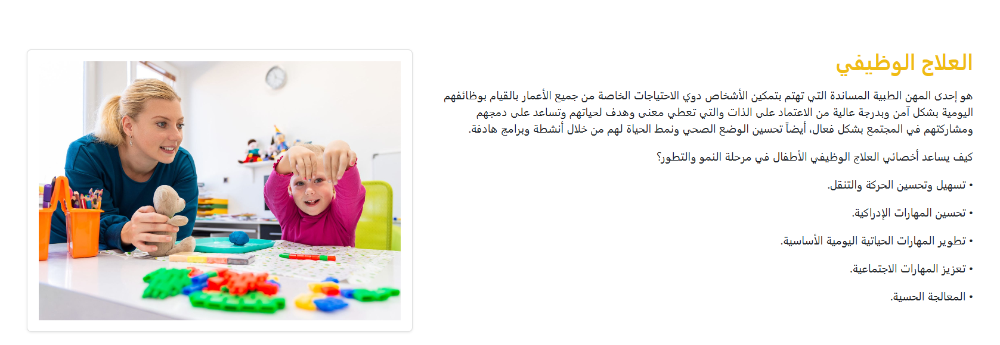 العلاج الوظيفي
هو إحدى المهن الطبية المساندة التي تهتم بتمكين الأشخاص دوي الاحتياجات الخاصة من جميع الأعمار بالقيام بوظائفهم
اليومية بشكل آمن وبدرجة عالية من الاعتماد على الذات والتي تعطي معنى وهدف لحياتهم وتساعد على دمجهم
ومشاركتهم في المجتمع بشكل فعال، أيضاً تحسين الوضع الصحي ونمط الحياة لهم من خلال أنشطة وبرامج هادفة.
كيف يساعد أخصائي العلاج الوظيفي الأطفال في مرحلة النمو والتطور؟
• تسهيل وتحسين الحركة والتنقل.
• تحسين المهارات الإدراكية.
• تطوير المهارات الحياتية اليومية الأساسية.
• تعزيز المهارات الاجتماعية.
• المعالجة الحسية.